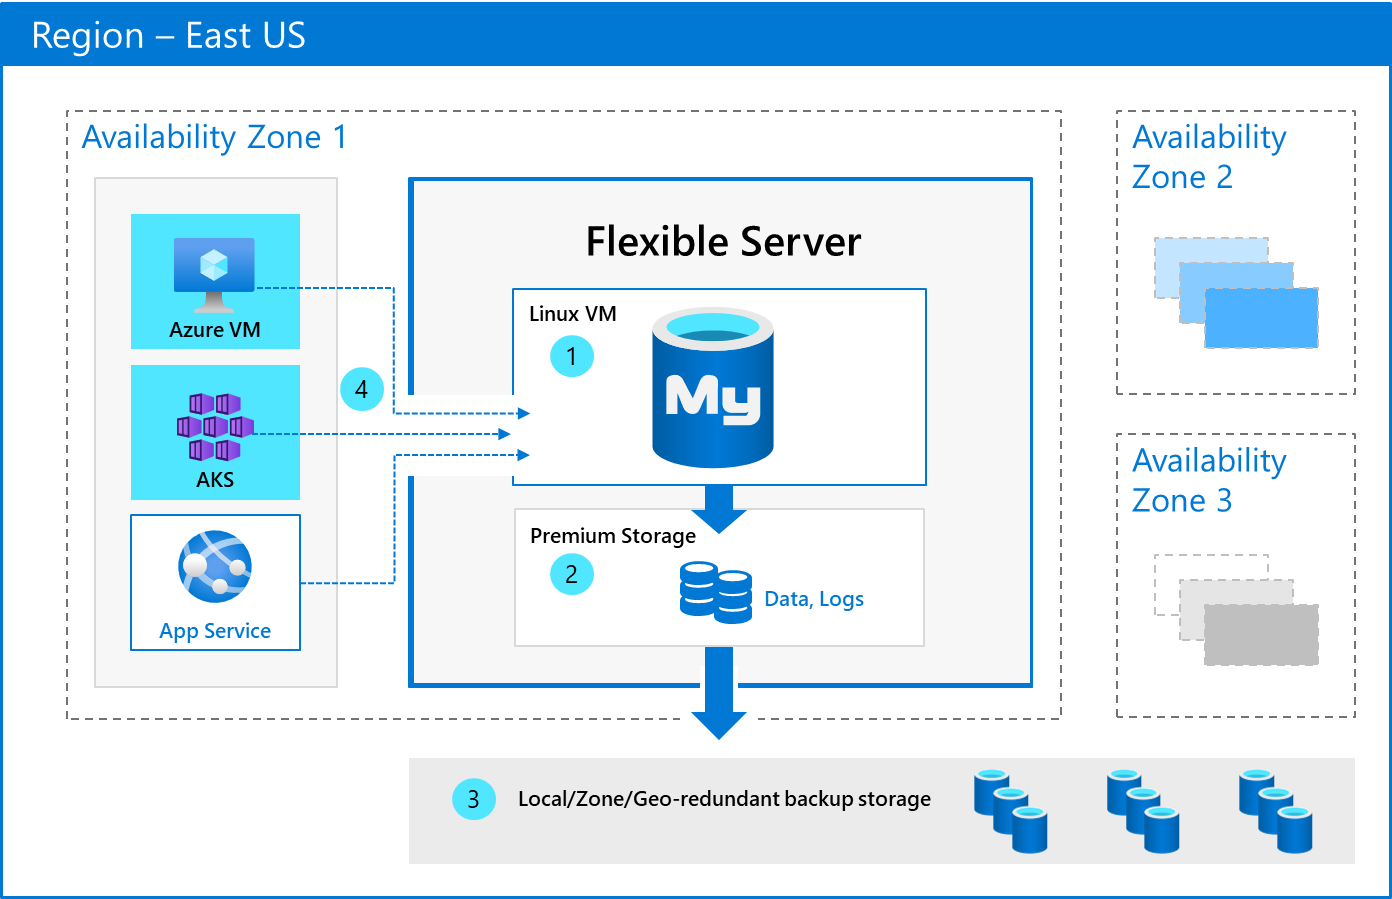 Region – East US
Availability Zone 1
Azure VM
AKS
App Service
4
Flexible Server
Linux VM
1
My
Premium Storage
2
Data, Logs
3
Local/Zone/Geo-redundant backup storage
Availability
Zone 2
Availability
Zone 3